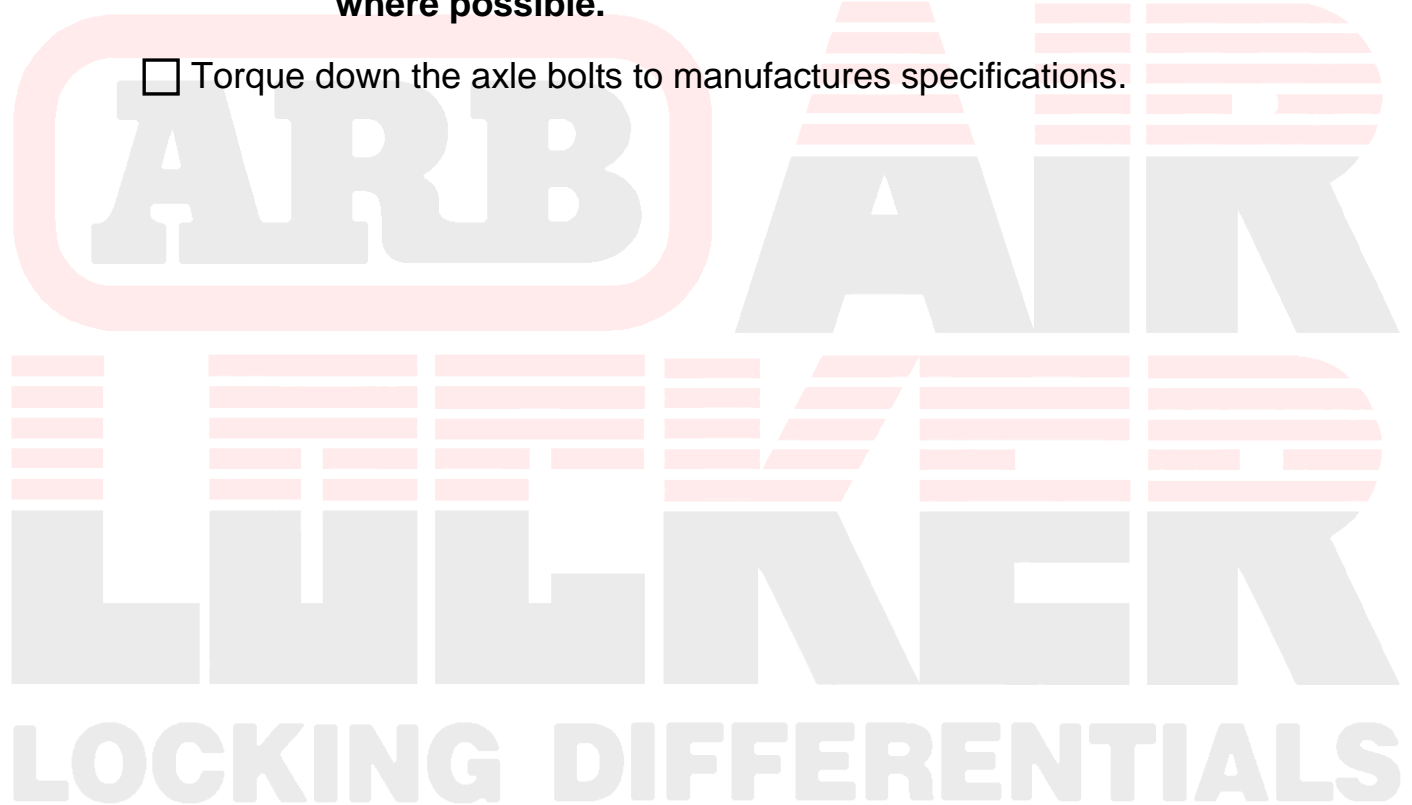 where possible.
Torque down the axle bolts to manufactures specifications.
ARB AIR
LOCKER
LOCKING DIFFERENTIALS